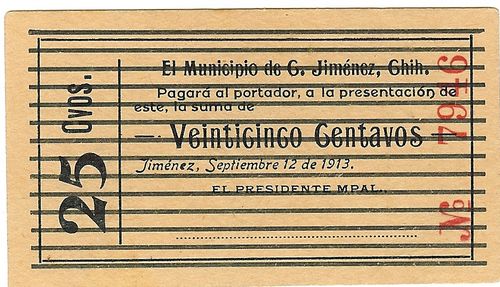 25 CVOS.
El Municipio de C. Jiménez, Chih.
Pagará al portador, a la presentación de
este, la suma de
Veinticinco Centavos
Jiménez, Septiembre 12 de 1913.
EL PRESIDENTE MPAL.
Nº 7946